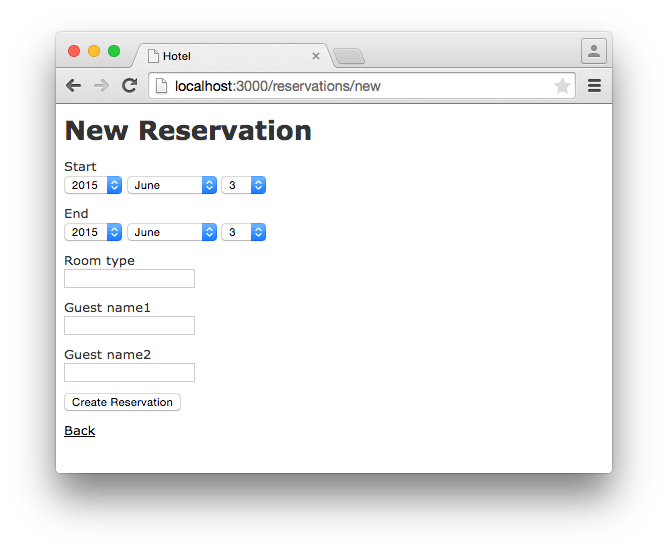 Hotel
localhost:3000/reservations/new
New Reservation
Start
2015 June 3
End
2015 June 3
Room type
Guest name1
Guest name2
Create Reservation
Back